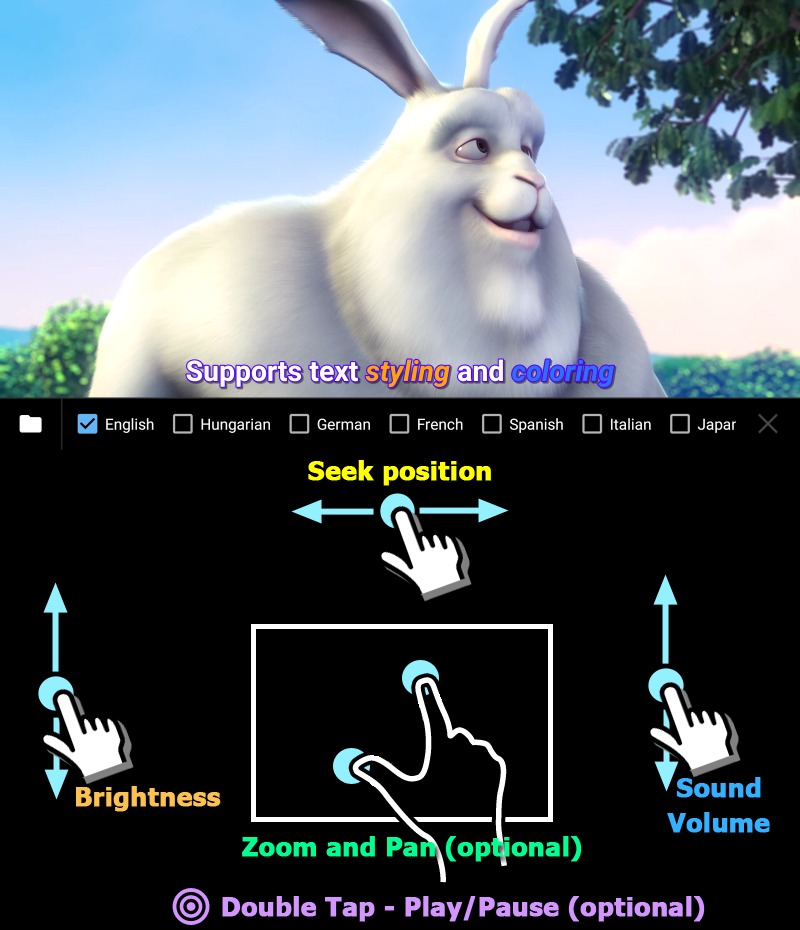 Supports text styling and coloring
English Hungarian German French Spanish Italian Japar
Seek position
Brightness
Sound
Volume
Zoom and Pan (optional)
Double Tap - Play/Pause (optional)